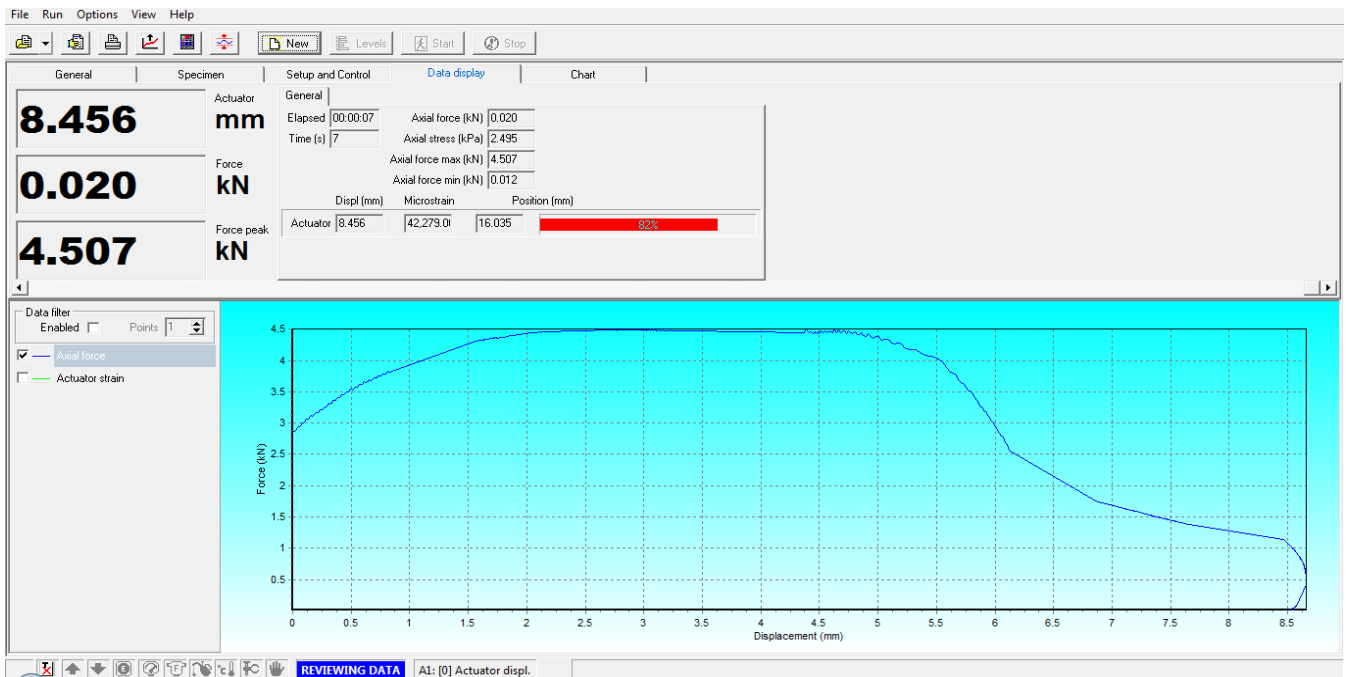 File Run Options View Help
New Levels Start Stop
General Specimen Setup and Control Data display Chart
8.456 Actuator mm
0.020 Force kN
4.507 Force peak kN
General
Elapsed 00:00:07 Axial force (kN) 0.020
Time (s) 7 Axial stress (kPa) 2.495
Axial force max (kN) 4.507
Axial force min (kN) 0.012
Displ (mm) Microstrain Position (mm)
Actuator 8.456 42,279.0 16.035 82%
Data filter
Enabled Points 1
Axial force
Actuator strain
4.5
4
3.5
3
2.5
2
1.5
1
0.5
Force (kN)
0 0.5 1 1.5 2 2.5 3 3.5 4 4.5 5 5.5 6 6.5 7 7.5 8 8.5
Displacement (mm)
REVIEWING DATA A1: [0] Actuator displ.